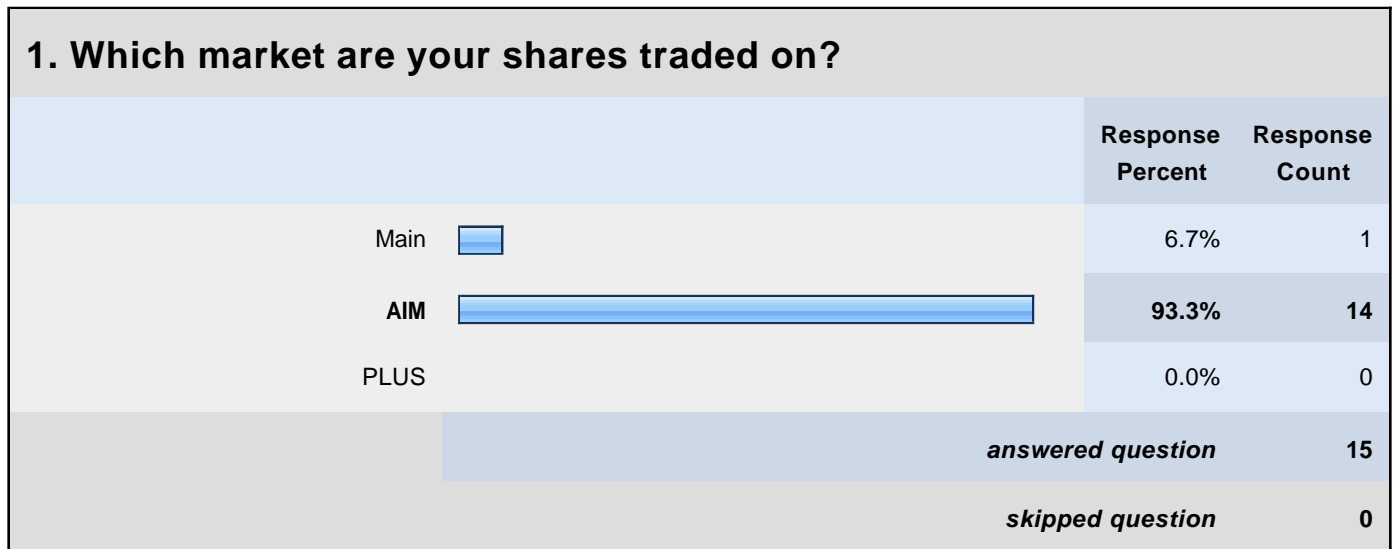 1. Which market are your shares traded on?
Response Percent Response Count
Main 6.7% 1
AIM 93.3% 14
PLUS 0.0% 0
answered question 15
skipped question 0